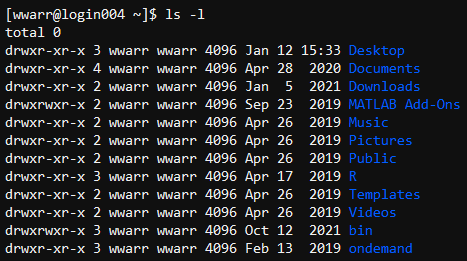 [wwarr@login004 ~]$ ls -l
total 0
drwxr-xr-x 3 wwarr wwarr 4096 Jan 12 15:33 Desktop
drwxr-xr-x 4 wwarr wwarr 4096 Apr 28  2020 Documents
drwxr-xr-x 2 wwarr wwarr 4096 Jan  5  2021 Downloads
drwxrwxr-x 2 wwarr wwarr 4096 Sep 23  2019 MATLAB Add-Ons
drwxr-xr-x 2 wwarr wwarr 4096 Apr 26  2019 Music
drwxr-xr-x 2 wwarr wwarr 4096 Apr 26  2019 Pictures
drwxr-xr-x 2 wwarr wwarr 4096 Apr 26  2019 Public
drwxr-xr-x 3 wwarr wwarr 4096 Apr 17  2019 R
drwxr-xr-x 2 wwarr wwarr 4096 Apr 26  2019 Templates
drwxr-xr-x 2 wwarr wwarr 4096 Apr 26  2019 Videos
drwxrwxr-x 3 wwarr wwarr 4096 Oct 12  2021 bin
drwxr-xr-x 3 wwarr wwarr 4096 Feb 13  2019 ondemand